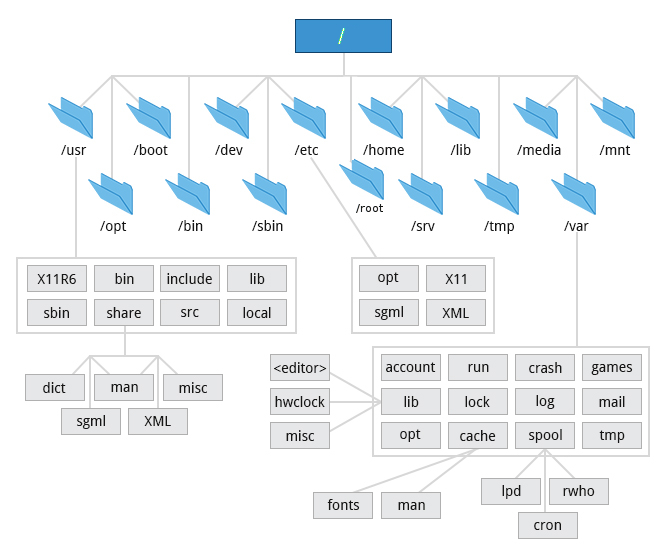 /
/usr
/boot
/dev
/etc
/home
/lib
/media
/mnt
/opt
/bin
/sbin
/root
/srv
/tmp
/var
X11R6 bin include lib
sbin share src local
dict man misc
sgml XML
opt X11
sgml XML
<editor>
hwclock
misc
account run crash games
lib lock log mail
opt cache spool tmp
fonts man
lpd rwho
cron